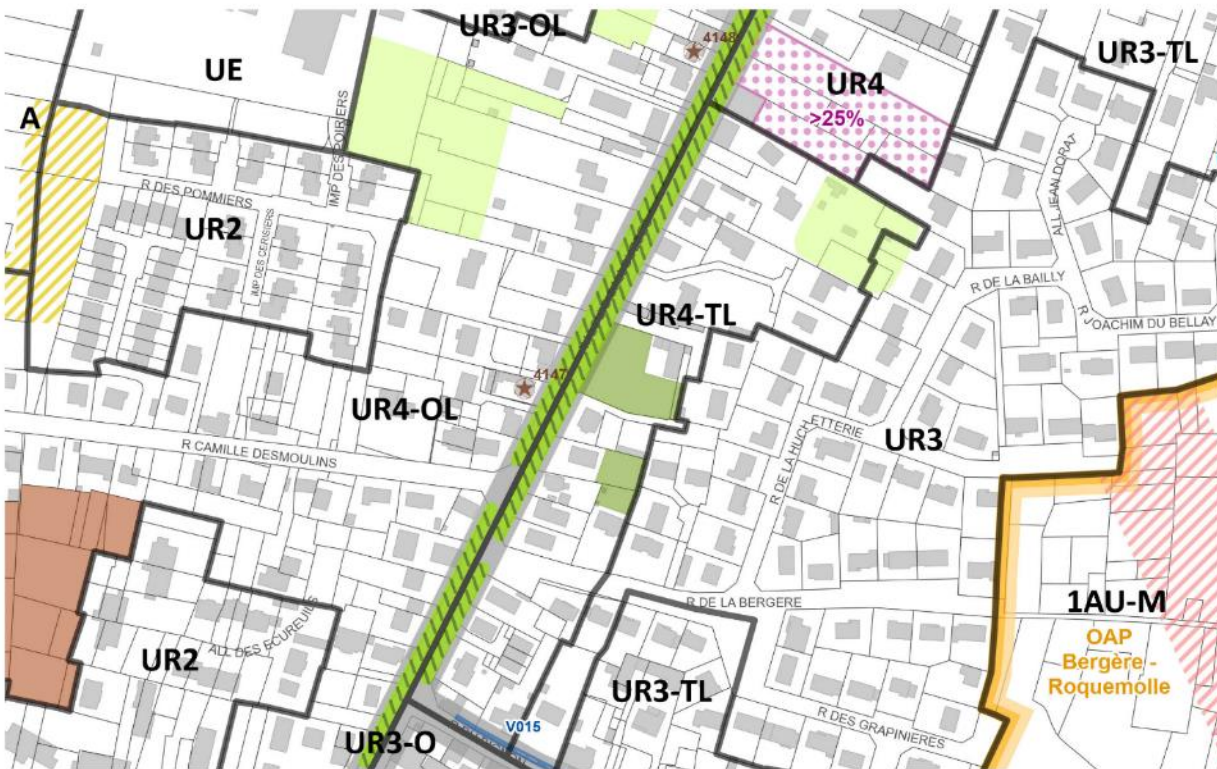 UR3-OL
4148
UR3-TL
UE
UR4
>25%
A
IMP DES POIRIERS
R DES POMMIERS
UR2
IMP DES CERISIERS
ALL JEAN DORAT
R DE LA BAILLY
R JOACHIM DU BELLAY
UR4-TL
4147
UR4-OL
R DE LA HUCHETTERIE
UR3
R CAMILLE DESMOULINS
R DE LA BERGERE
1AU-M
OAP
Bergère -
Roquemolle
ALL DES ECUREUILS
UR2
UR3-TL
R DES GRAPINIERES
V015
UR3-O